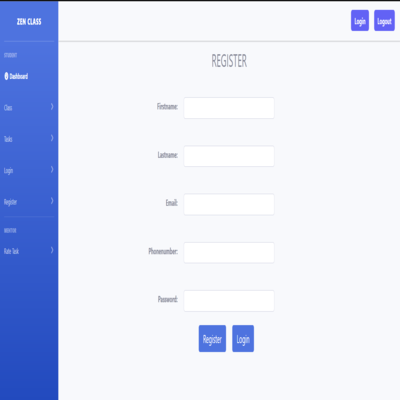 ZEN CLASS
STUDENT
Dashboard
Class
Tasks
Login
Register
MENTOR
Rate Task
Login Logout
REGISTER
Firstname:
Lastname:
Email:
Phonenumber:
Password:
Register Login